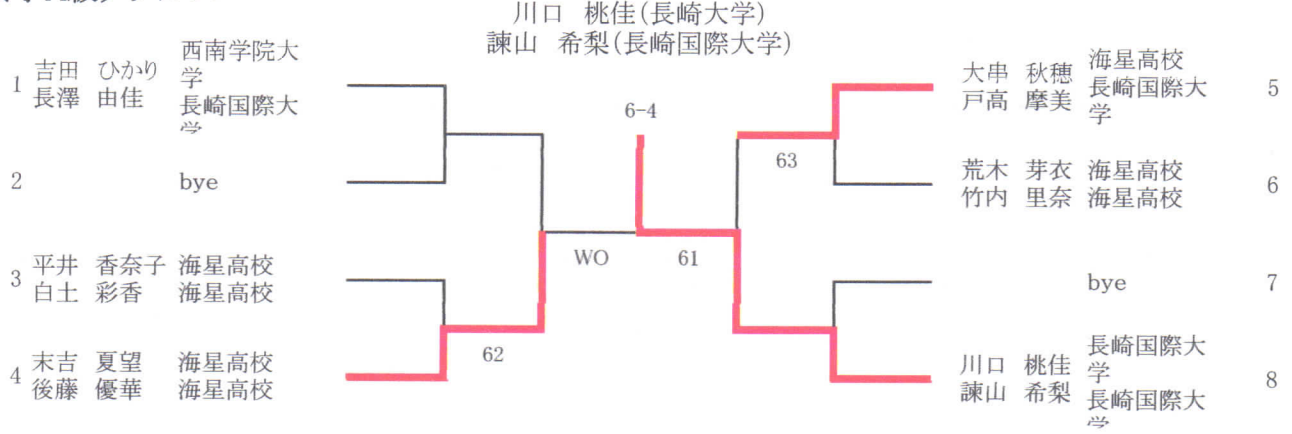 川口 桃佳(長崎大学)
諫山 希梨(長崎国際大学)
1 吉田 ひかり 西南学院大学
長澤 由佳 長崎国際大学
2 bye
3 平井 香奈子 海星高校
白土 彩香 海星高校
4 末吉 夏望 海星高校
後藤 優華 海星高校
62
WO
6-4
61
63
大串 秋穂 海星高校 5
戸高 摩美 長崎国際大学
荒木 芽衣 海星高校 6
竹内 里奈 海星高校
bye 7
川口 桃佳 長崎国際大学 8
諫山 希梨 長崎国際大学